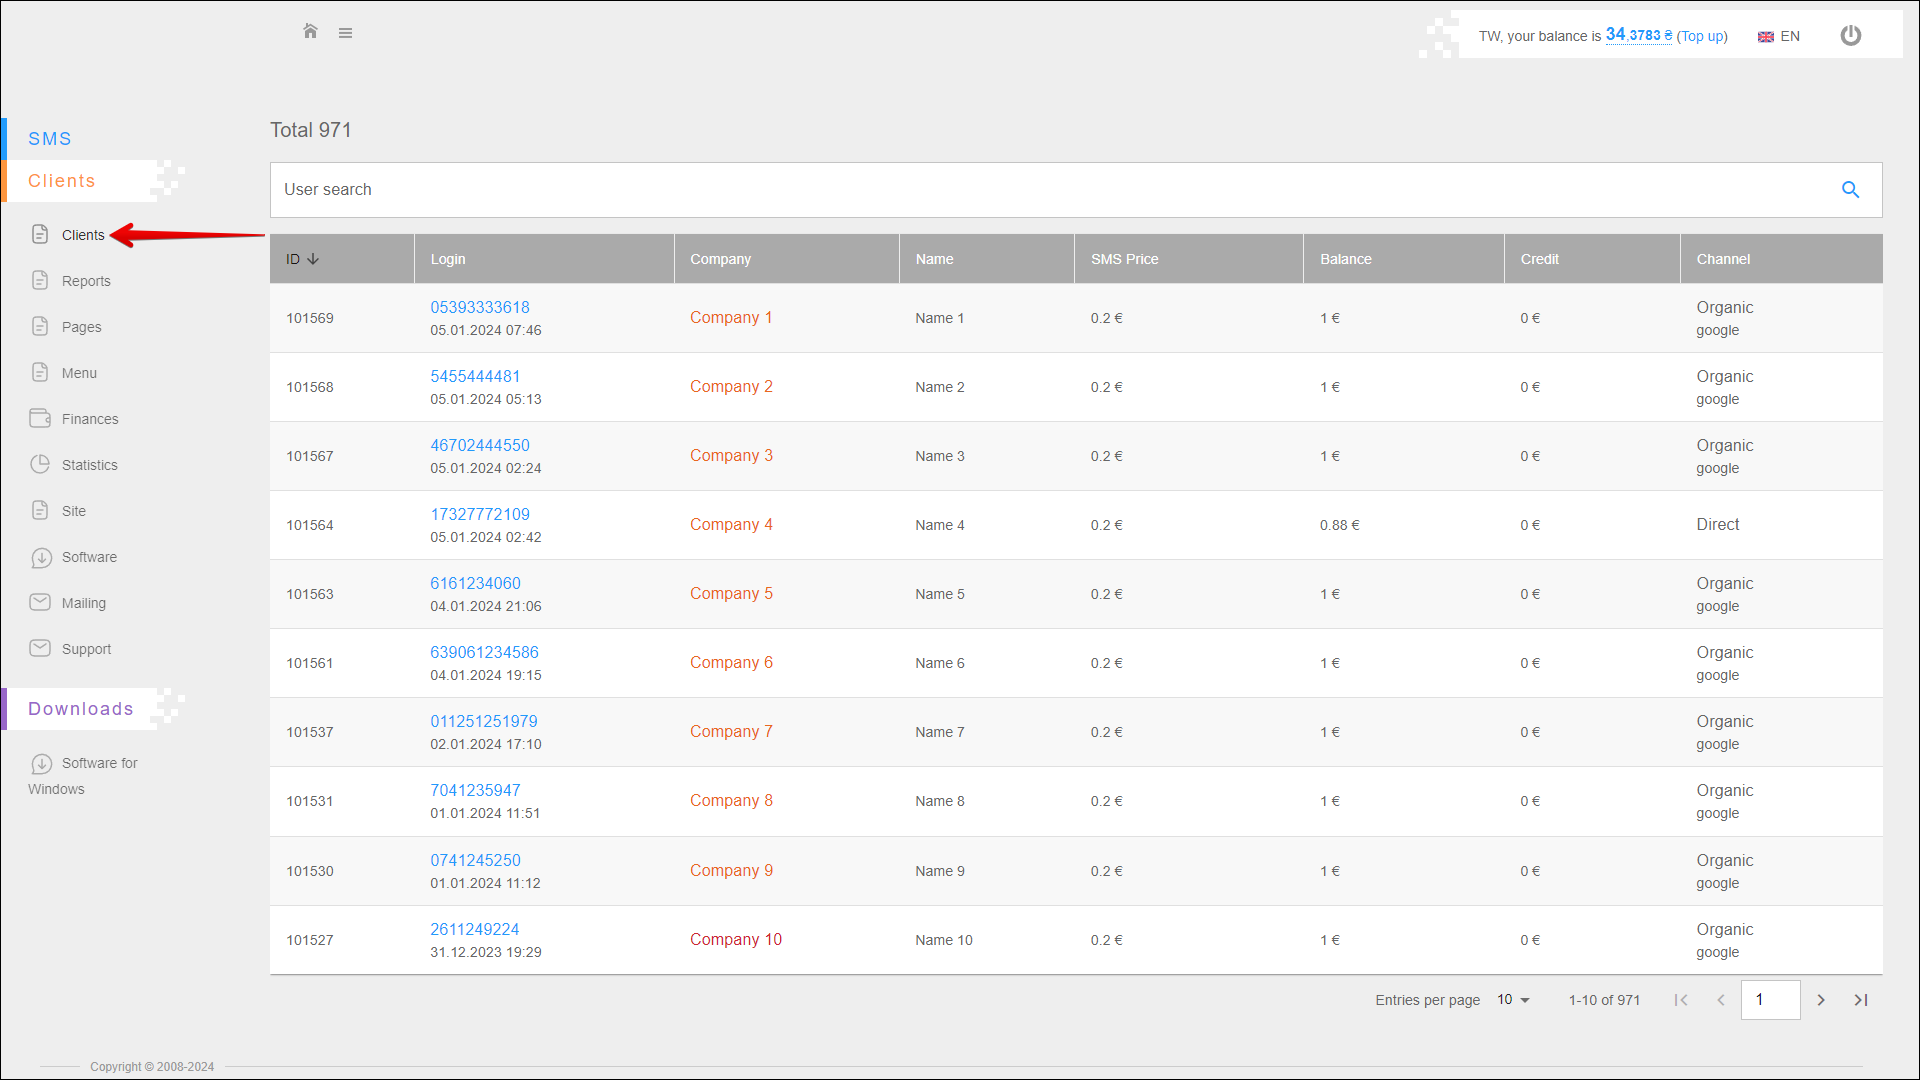 TW, your balance is 34,3783 ₴ (Top up) EN
SMS
Clients
Clients
Reports
Pages
Menu
Finances
Statistics
Site
Software
Mailing
Support
Downloads
Software for
Windows
Total 971
User search
ID Login Company Name SMS Price Balance Credit Channel
101569 05393333618 Company 1 Name 1 0.2 € 1 € 0 € Organic
05.01.2024 07:46 google
101568 5455444481 Company 2 Name 2 0.2 € 1 € 0 € Organic
05.01.2024 05:13 google
101567 46702444550 Company 3 Name 3 0.2 € 1 € 0 € Organic
05.01.2024 02:24 google
101564 17327772109 Company 4 Name 4 0.2 € 0.88 € 0 € Direct
05.01.2024 02:42
101563 6161234060 Company 5 Name 5 0.2 € 1 € 0 € Organic
04.01.2024 21:06 google
101561 639061234586 Company 6 Name 6 0.2 € 1 € 0 € Organic
04.01.2024 19:15 google
101537 011251251979 Company 7 Name 7 0.2 € 1 € 0 € Organic
02.01.2024 17:10 google
101531 7041235947 Company 8 Name 8 0.2 € 1 € 0 € Organic
01.01.2024 11:51 google
101530 0741245250 Company 9 Name 9 0.2 € 1 € 0 € Organic
01.01.2024 11:12 google
101527 2611249224 Company 10 Name 10 0.2 € 1 € 0 € Organic
31.12.2023 19:29 google
Entries per page 10 1-10 of 971 1
Copyright © 2008-2024